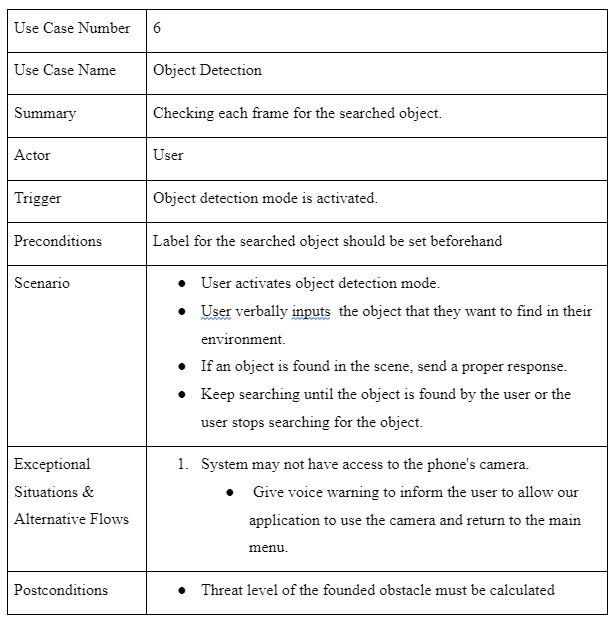 Use Case Number 6
Use Case Name Object Detection
Summary Checking each frame for the searched object.
Actor User
Trigger Object detection mode is activated.
Preconditions Label for the searched object should be set beforehand
Scenario ● User activates object detection mode.
● User verbally inputs the object that they want to find in their
environment.
● If an object is found in the scene, send a proper response.
● Keep searching until the object is found by the user or the
user stops searching for the object.
Exceptional 1. System may not have access to the phone's camera.
Situations & ● Give voice warning to inform the user to allow our
Alternative Flows application to use the camera and return to the main
menu.
Postconditions ● Threat level of the founded obstacle must be calculated